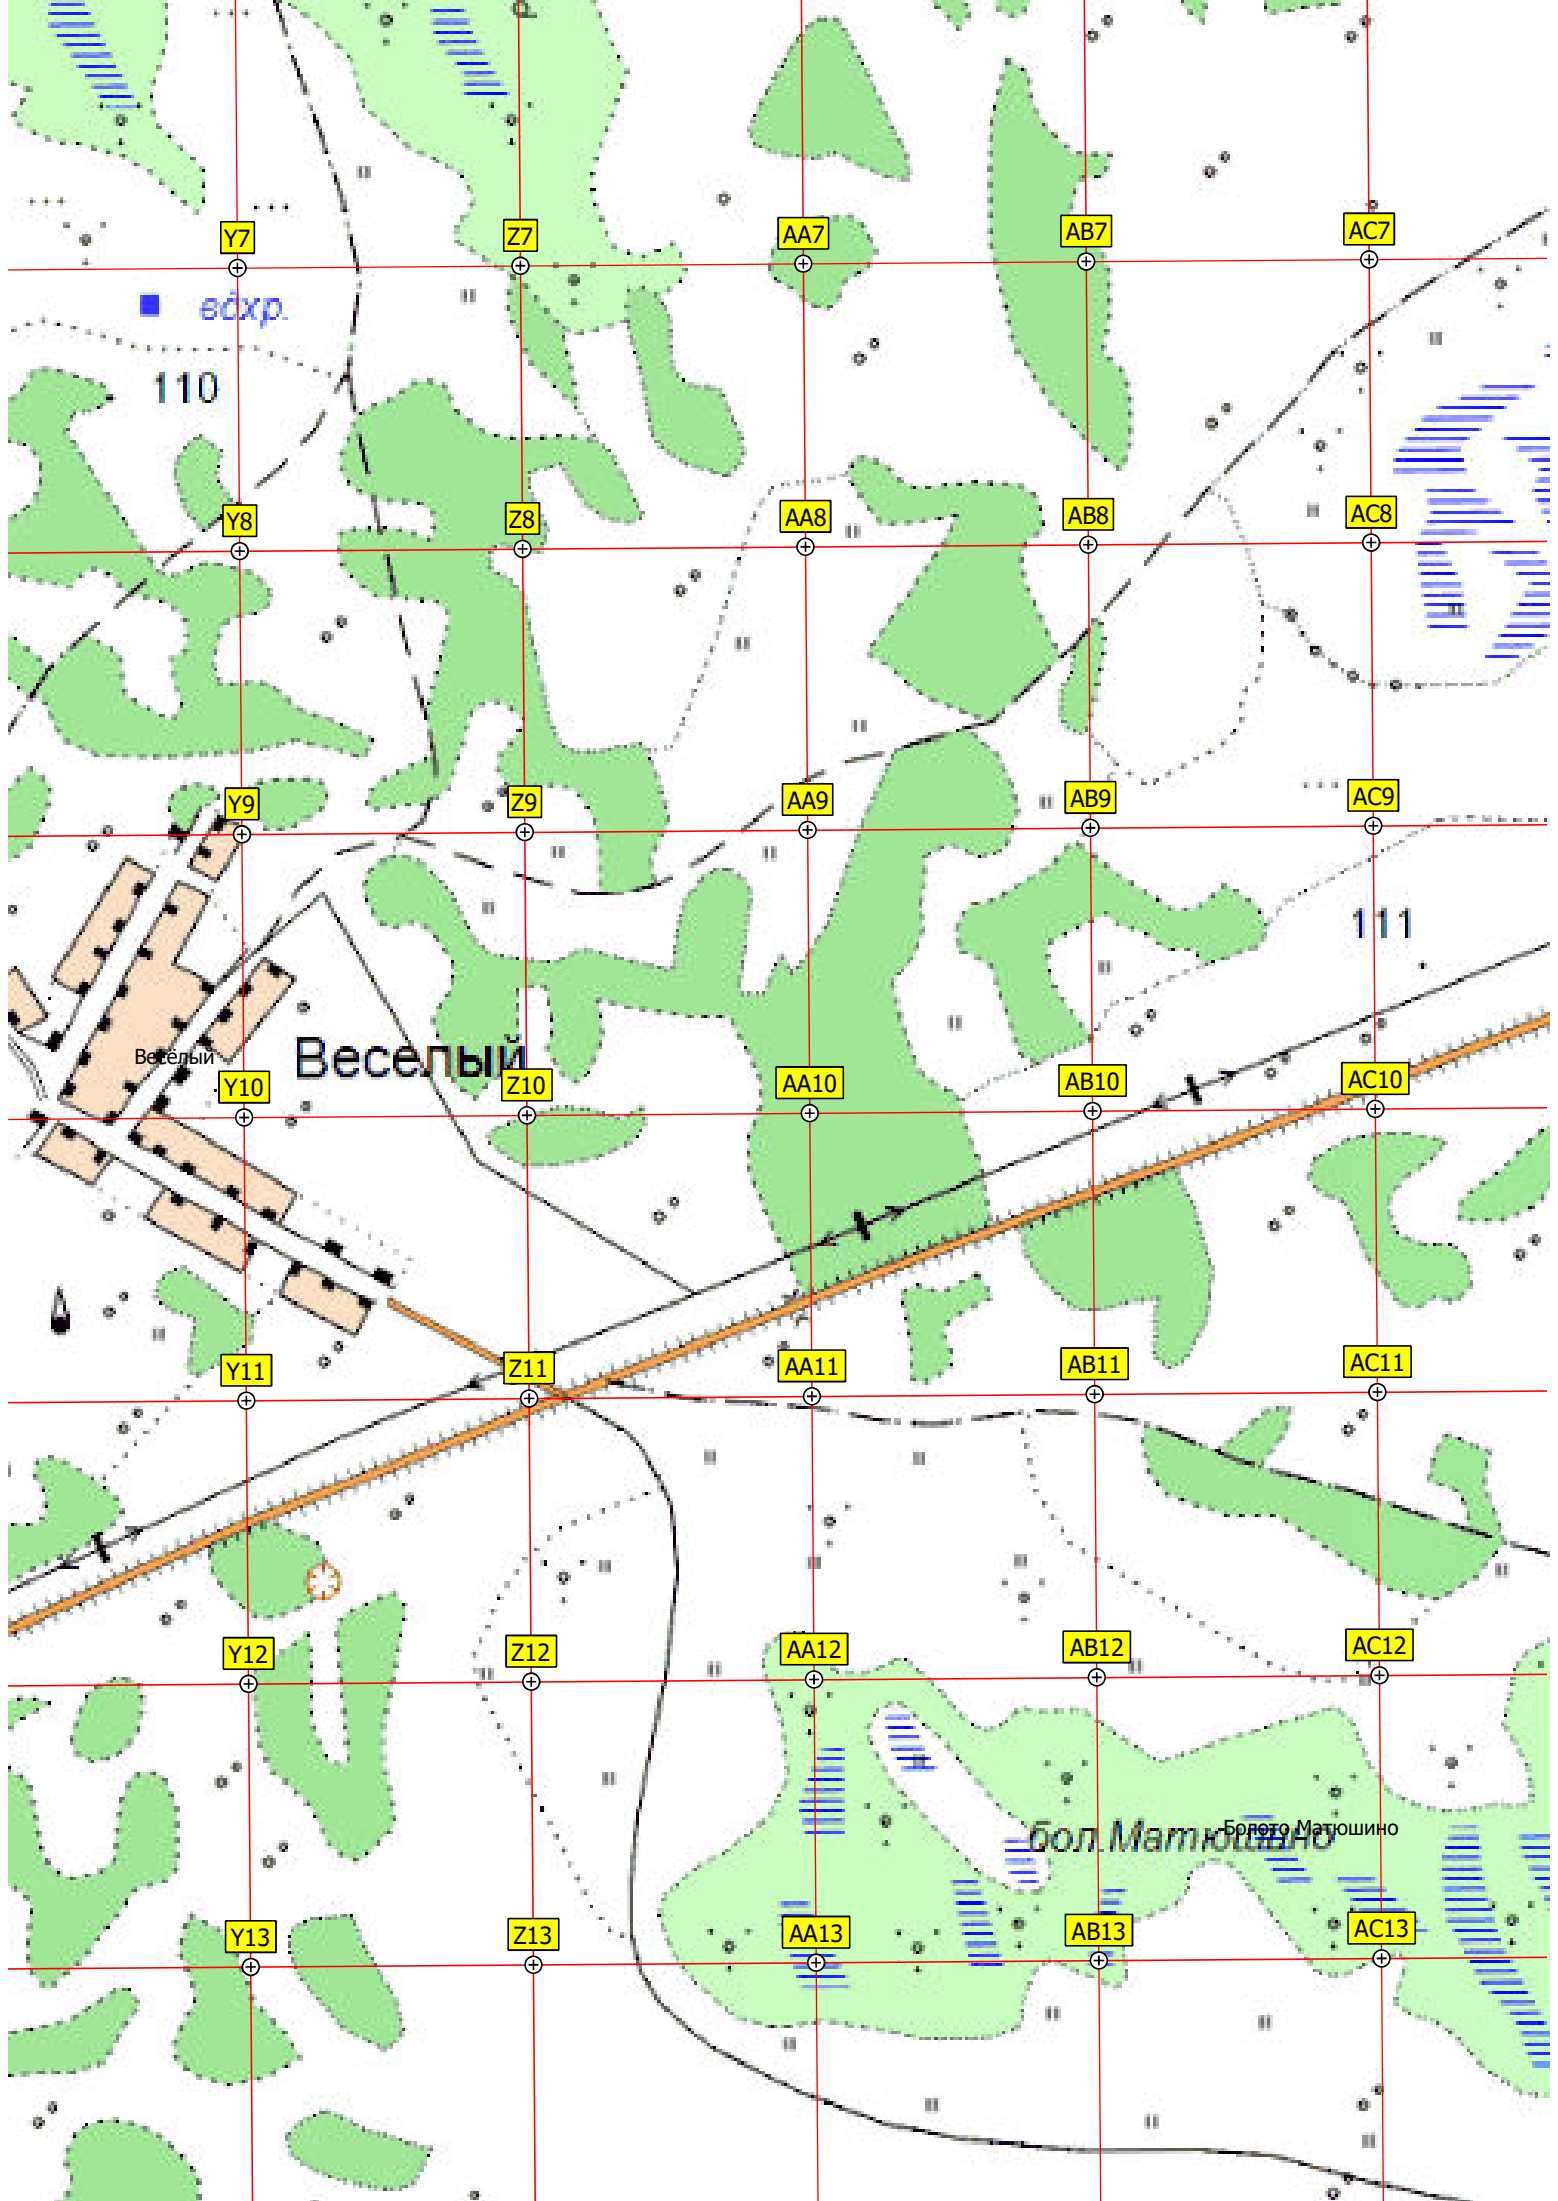 Y7
Z7
AA7
AB7
AC7
вдхр.
110
Y8
Z8
AA8
AB8
AC8
Y9
Z9
AA9
AB9
AC9
111
Весёлый
Веселый
Y10
Z10
AA10
AB10
AC10
Y11
Z11
AA11
AB11
AC11
Y12
Z12
AA12
AB12
AC12
бол.Матюшино
Болото Матюшино
Y13
Z13
AA13
AB13
AC13